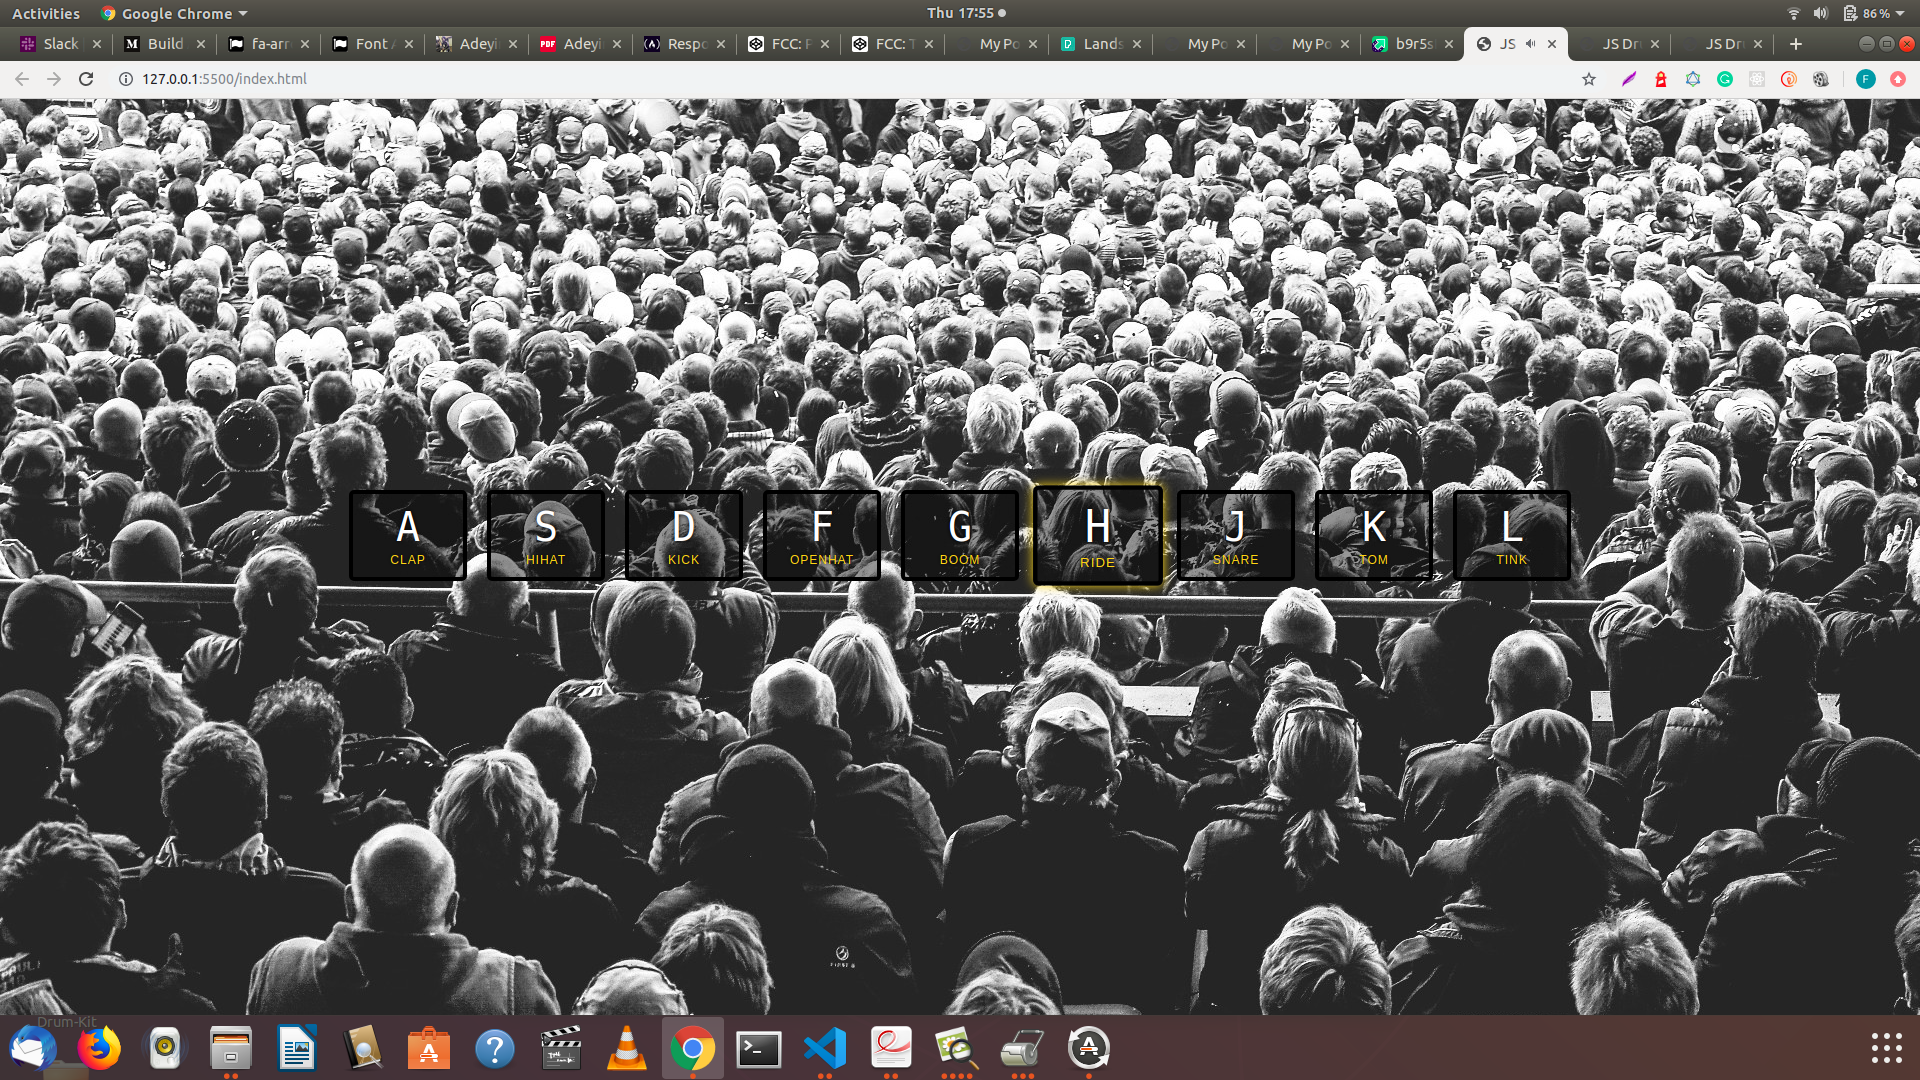 Activities Google Chrome Thu 17:55 86 %
Slack Build fa-arr Font A Adeyi PDF Adeyi Respo FCC: P FCC: T My Po Lands My Po My Po b9r5s JS JS Dr JS Dr
127.0.0.1:5500/index.html F
A S D F G H J K L
CLAP HIHAT KICK OPENHAT BOOM RIDE SNARE TOM TINK
Drum-Kit